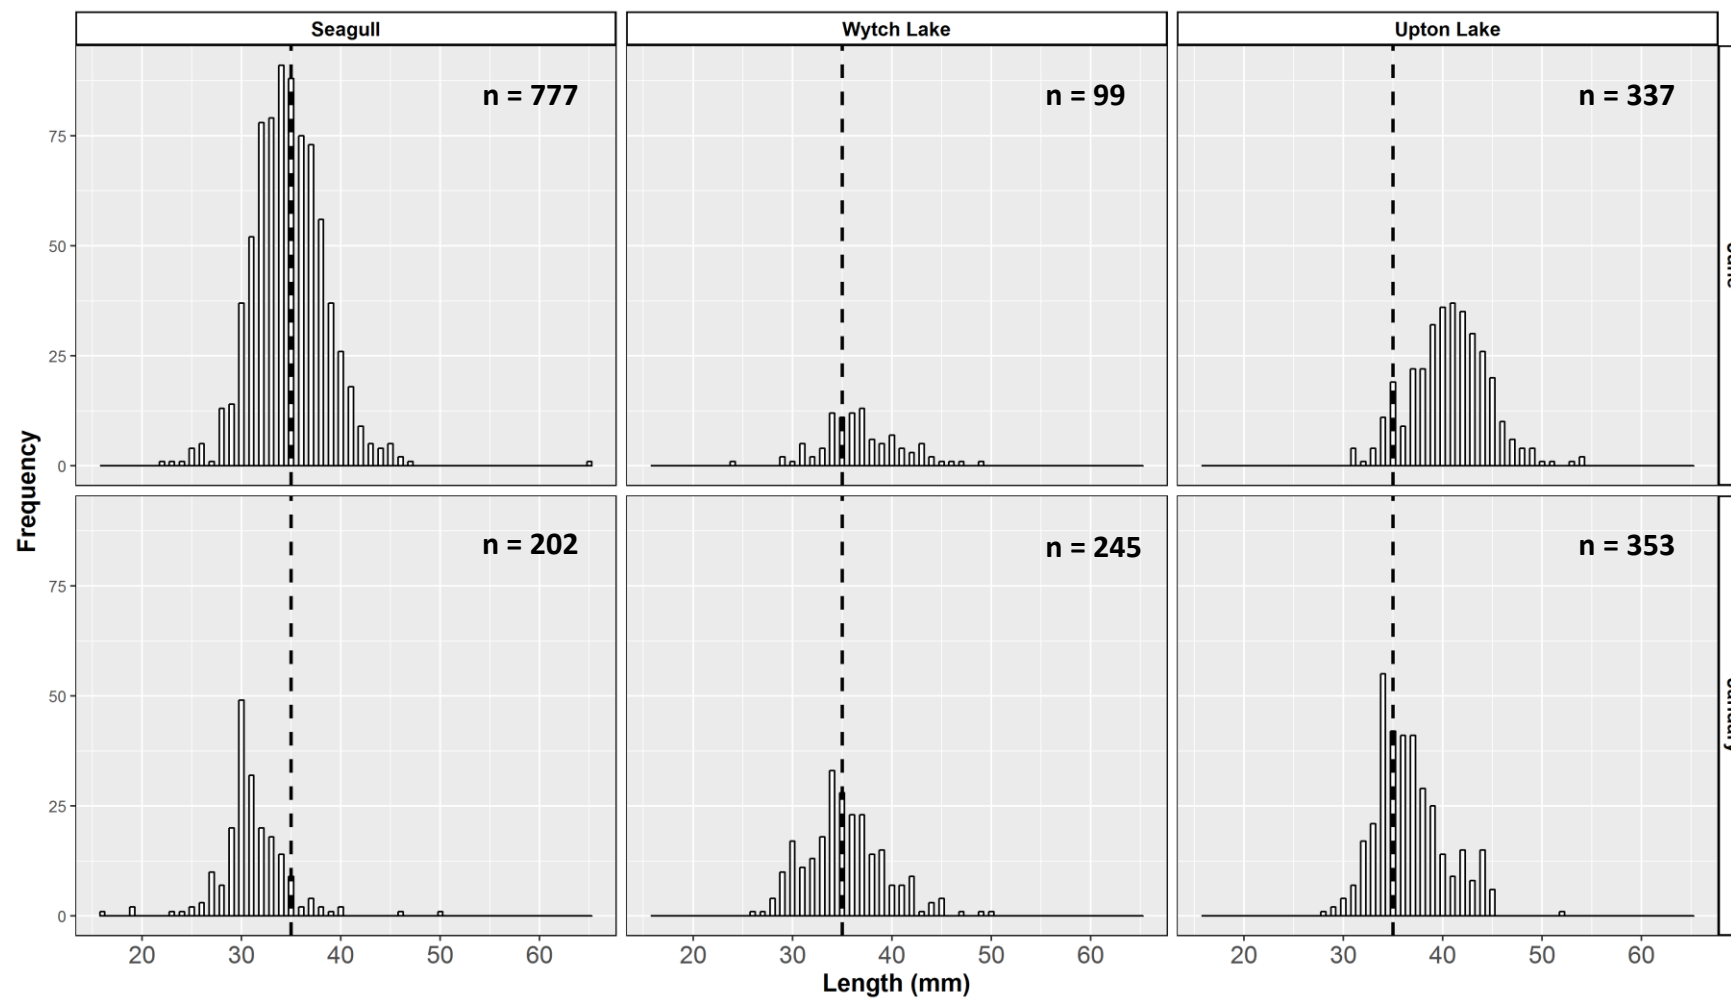 Seagull Wytch Lake Upton Lake
n = 777 n = 99 n = 337
75
50
25
0
n = 202 n = 245 n = 353
75
50
25
0
Frequency
20 30 40 50 60 20 30 40 50 60 20 30 40 50 60
Length (mm)